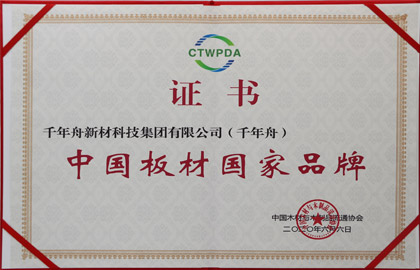 CTWPDA
证书
千年舟新材科技集团有限公司（千年舟）
中国板材国家品牌
中国木材与木制品流通协会
二〇二〇年六月六日